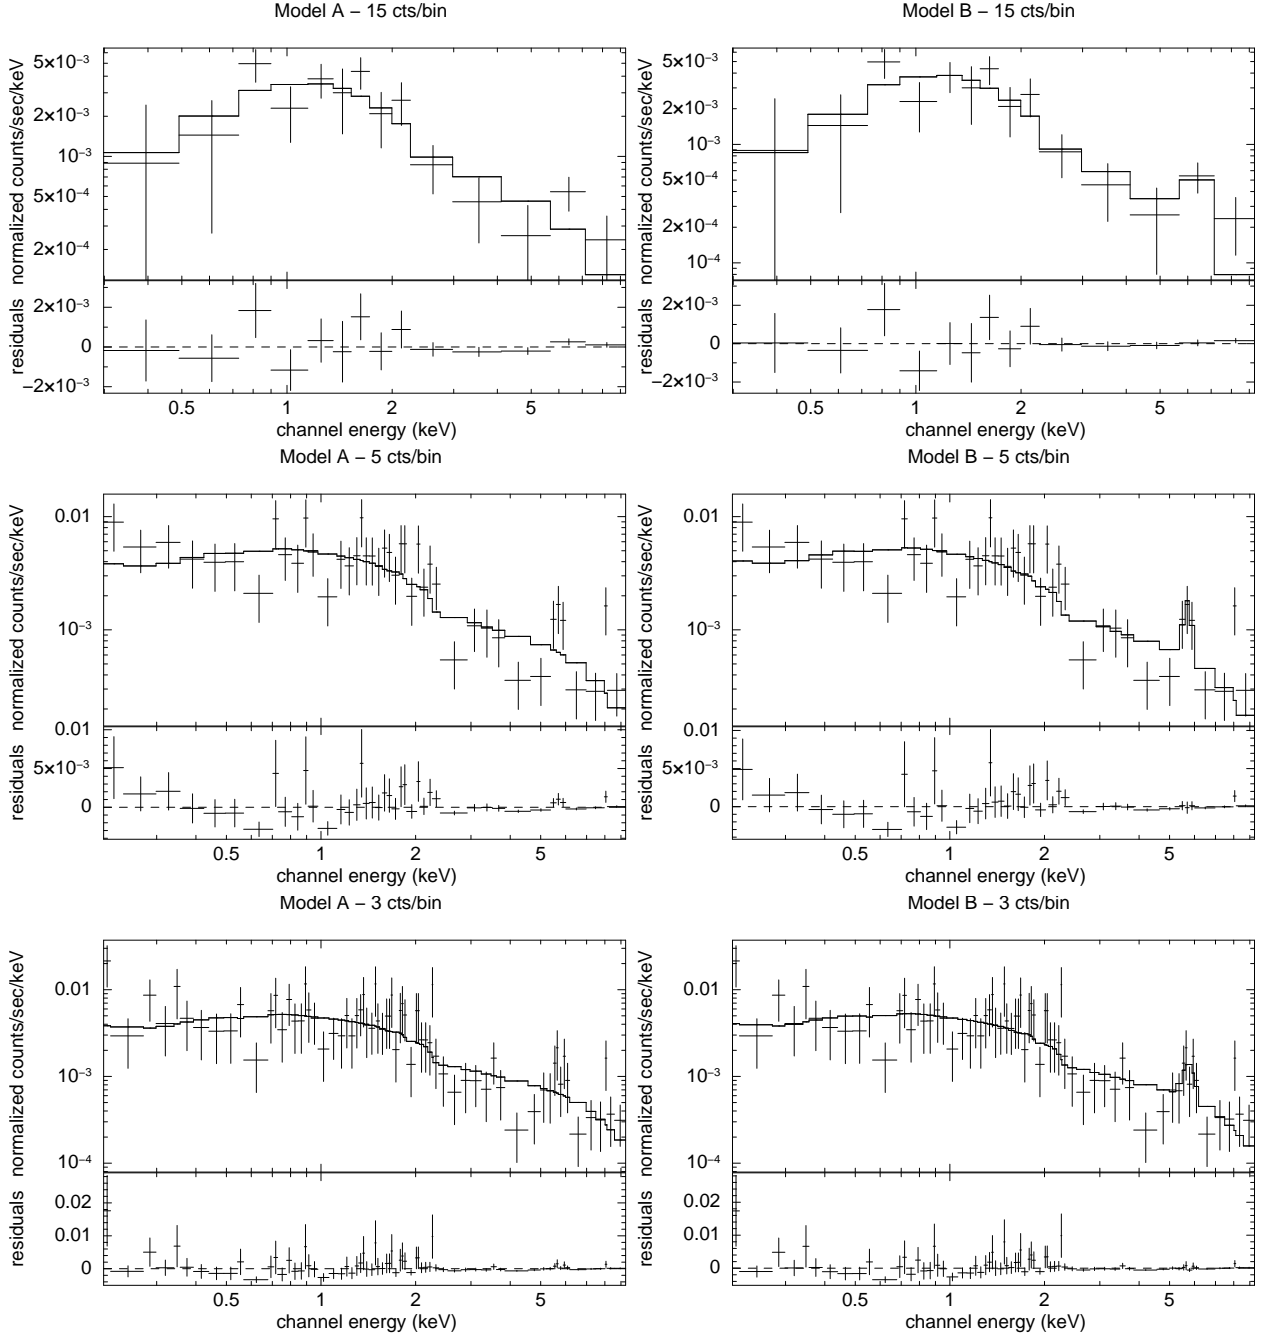 Model A − 15 cts/bin
normalized counts/sec/keV
5×10⁻³
2×10⁻³
10⁻³
5×10⁻⁴
2×10⁻⁴
residuals
2×10⁻³
0
−2×10⁻³
0.5 1 2 5
channel energy (keV)
Model B − 15 cts/bin
normalized counts/sec/keV
5×10⁻³
2×10⁻³
10⁻³
5×10⁻⁴
2×10⁻⁴
10⁻⁴
residuals
2×10⁻³
0
−2×10⁻³
0.5 1 2 5
channel energy (keV)
Model A − 5 cts/bin
normalized counts/sec/keV
0.01
10⁻³
residuals
0.01
5×10⁻³
0
0.5 1 2 5
channel energy (keV)
Model B − 5 cts/bin
normalized counts/sec/keV
0.01
10⁻³
residuals
0.01
5×10⁻³
0
0.5 1 2 5
channel energy (keV)
Model A − 3 cts/bin
normalized counts/sec/keV
0.01
10⁻³
10⁻⁴
residuals
0.02
0.01
0
0.5 1 2 5
channel energy (keV)
Model B − 3 cts/bin
normalized counts/sec/keV
0.01
10⁻³
10⁻⁴
residuals
0.02
0.01
0
0.5 1 2 5
channel energy (keV)